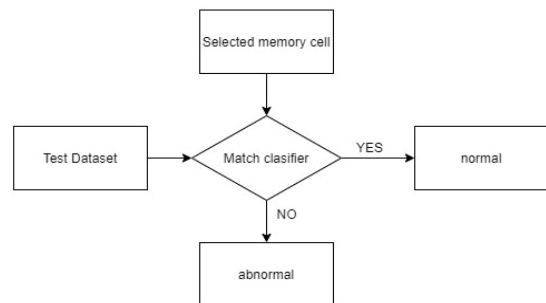 Selected memory cell
Test Dataset
Match clasifier
YES
normal
NO
abnormal